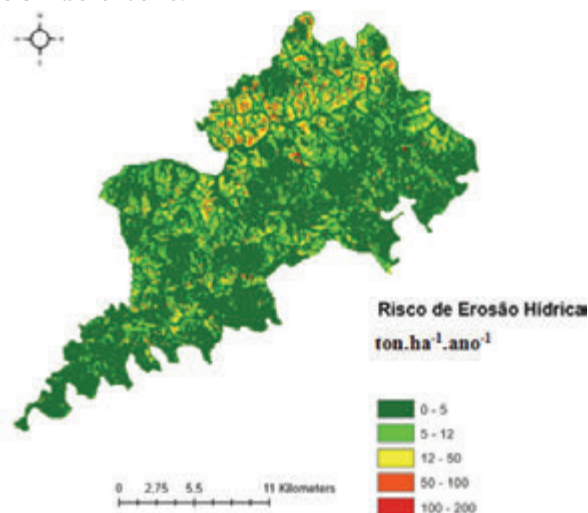 Risco de Erosão Hídrica
ton.ha⁻¹.ano⁻¹
0 - 5
5 - 12
12 - 50
50 - 100
100 - 200
0 2.75 5.5 11 Kilometers